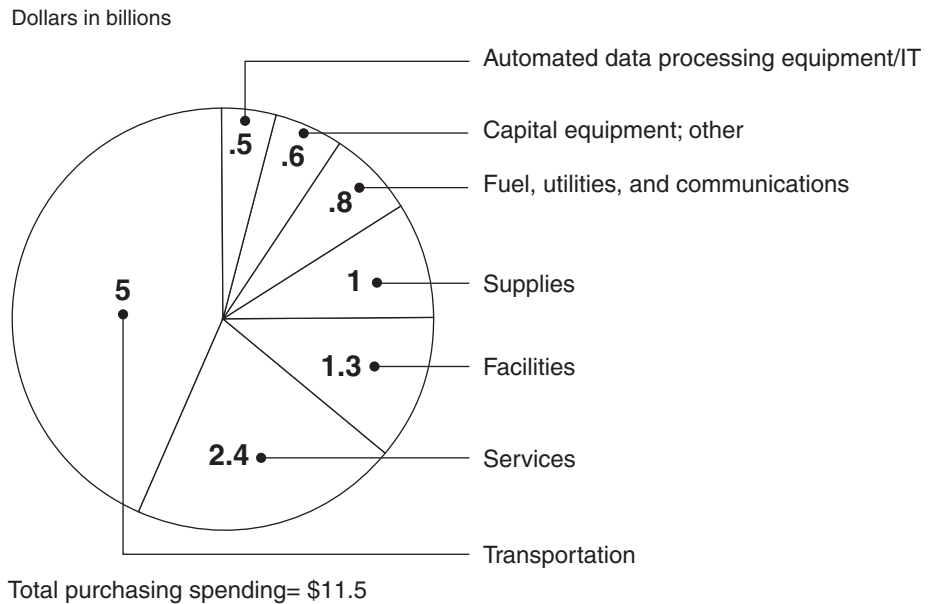 Dollars in billions
Automated data processing equipment/IT
.5
Capital equipment; other
.6
Fuel, utilities, and communications
.8
1
Supplies
5
1.3
Facilities
2.4
Services
Transportation
Total purchasing spending= $11.5